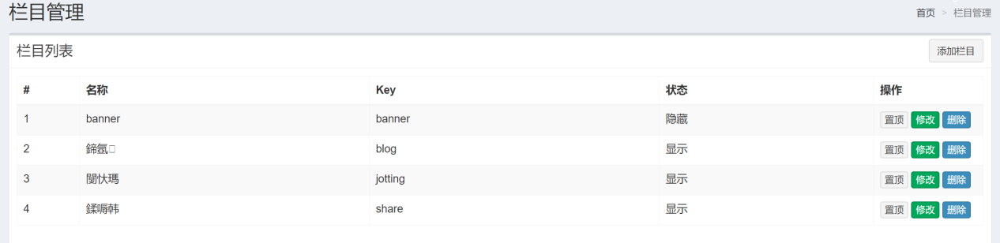 栏目管理
首页 > 栏目管理
栏目列表
添加栏目
# 名称 Key 状态 操作
1 banner banner 隐藏 置顶 修改 删除
2 鍗氬□ blog 显示 置顶 修改 删除
3 闅忕瑪 jotting 显示 置顶 修改 删除
4 鍒嗕韩 share 显示 置顶 修改 删除